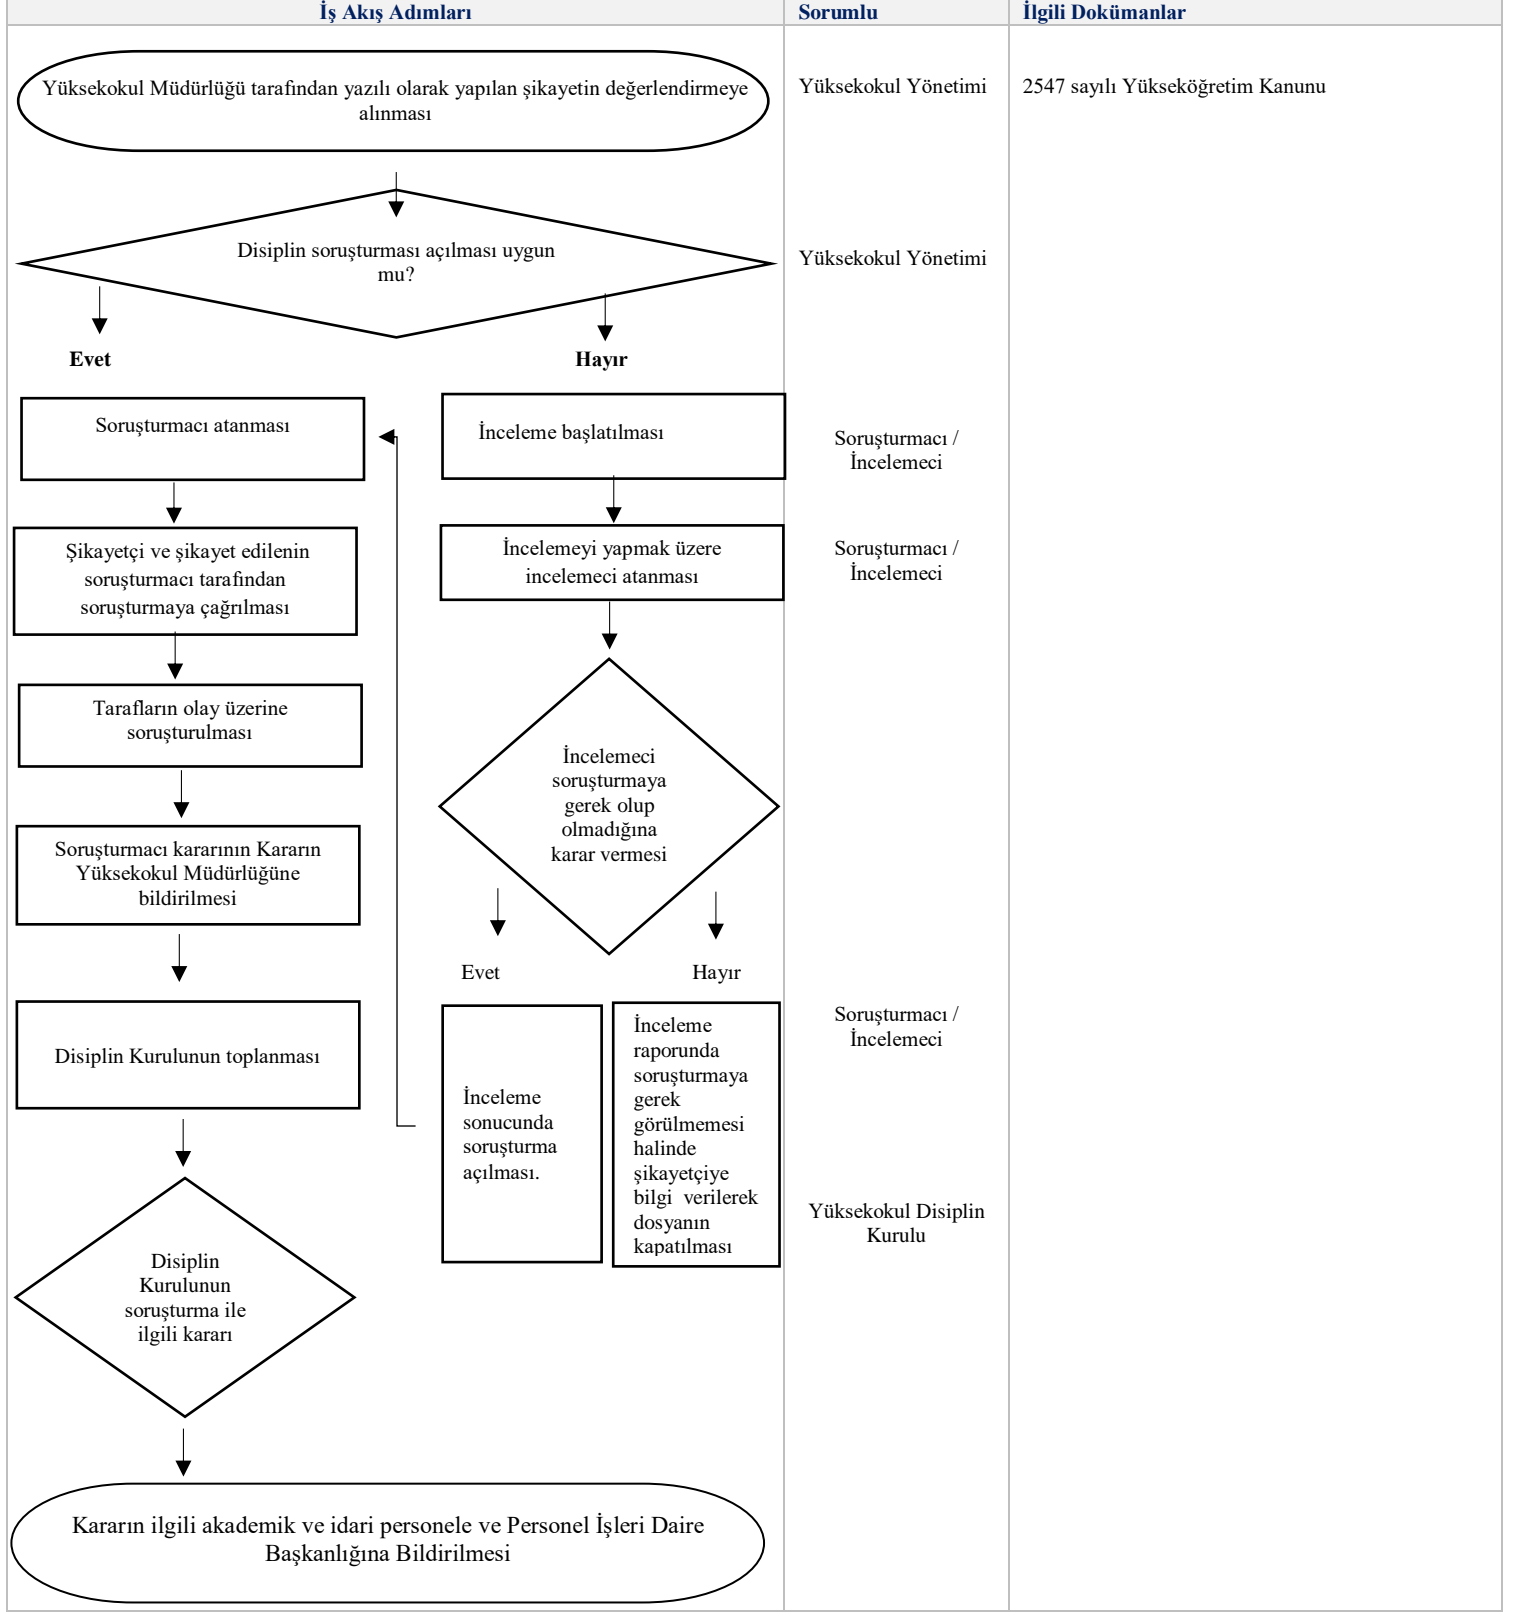 İş Akış Adımları
Sorumlu
İlgili Dokümanlar
Yüksekokul Müdürlüğü tarafından yazılı olarak yapılan şikayetin değerlendirmeye
alınması
Yüksekokul Yönetimi
2547 sayılı Yükseköğretim Kanunu
Disiplin soruşturması açılması uygun
mu?
Yüksekokul Yönetimi
Evet
Hayır
Soruşturmacı atanması
İnceleme başlatılması
Soruşturmacı /
İncelemeci
Şikayetçi ve şikayet edilenin
soruşturmacı tarafından
soruşturmaya çağrılması
İncelemeyi yapmak üzere
incelemeci atanması
Soruşturmacı /
İncelemeci
Tarafların olay üzerine
soruşturulması
İncelemeci
soruşturmaya
gerek olup
olmadığına
karar vermesi
Soruşturmacı kararının Kararın
Yüksekokul Müdürlüğüne
bildirilmesi
Evet
Hayır
Disiplin Kurulunun toplanması
İnceleme
sonucunda
soruşturma
açılması.
İnceleme
raporunda
soruşturmaya
gerek
görülmemesi
halinde
şikayetçiye
bilgi  verilerek
dosyanın
kapatılması
Soruşturmacı /
İncelemeci
Yüksekokul Disiplin
Kurulu
Disiplin
Kurulunun
soruşturma ile
ilgili kararı
Kararın ilgili akademik ve idari personele ve Personel İşleri Daire
Başkanlığına Bildirilmesi